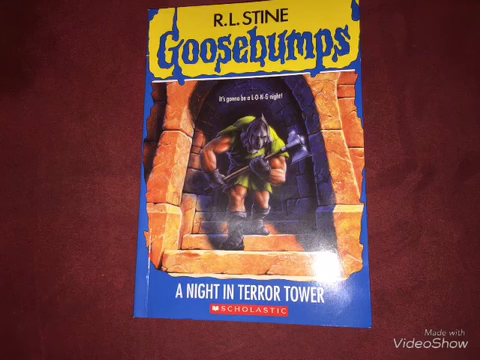 R.L. STINE
Goosebumps
It's gonna be a L-O-N-G night!
A NIGHT IN TERROR TOWER
SCHOLASTIC
Made with
VideoShow